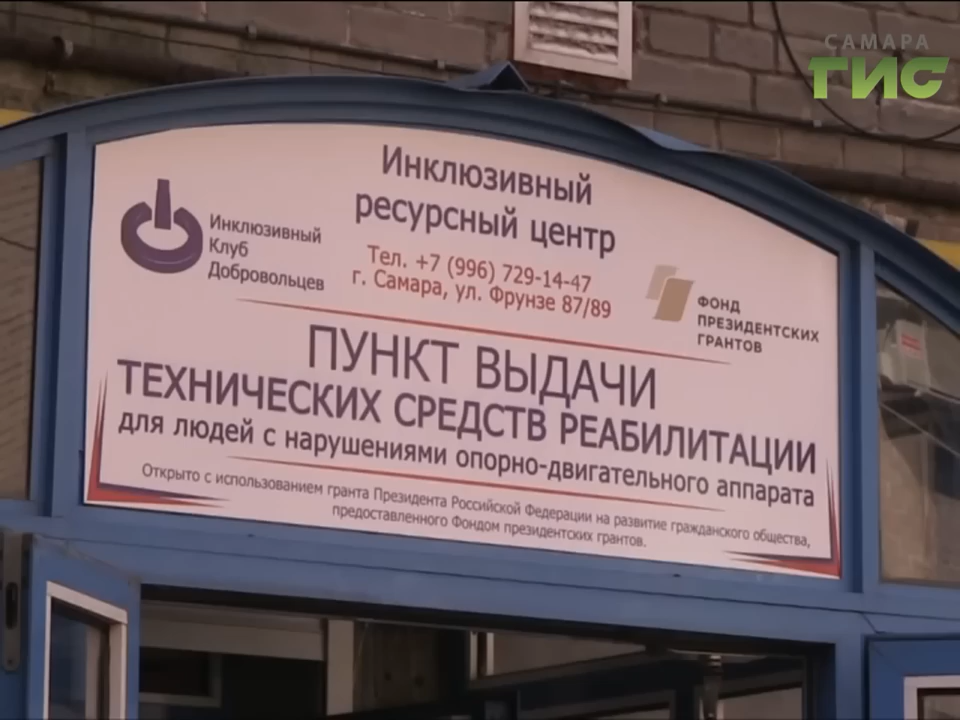 САМАРА
ГИС
Инклюзивный
ресурсный центр
Инклюзивный
Клуб
Добровольцев
Тел. +7 (996) 729-14-47
г. Самара, ул. Фрунзе 87/89
ФОНД
ПРЕЗИДЕНТСКИХ
ГРАНТОВ
ПУНКТ ВЫДАЧИ
ТЕХНИЧЕСКИХ СРЕДСТВ РЕАБИЛИТАЦИИ
для людей с нарушениями опорно-двигательного аппарата
Открыто с использованием гранта Президента Российской Федерации на развитие гражданского общества,
предоставленного Фондом президентских грантов.